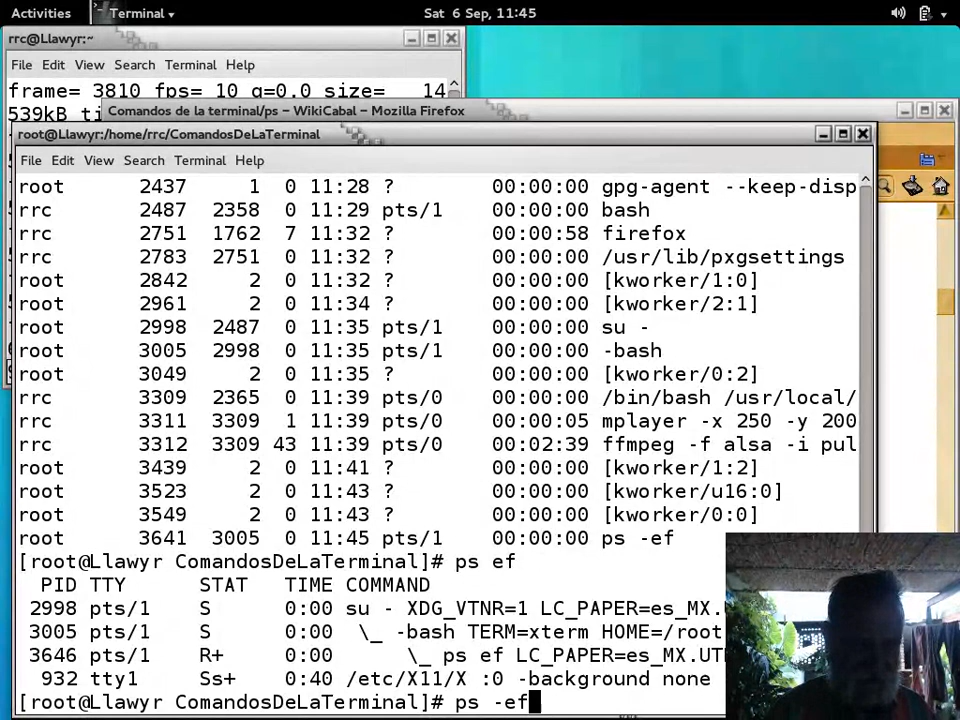 Activities Terminal Sat 6 Sep, 11:45
rrc@Llawyr:~
File Edit View Search Terminal Help
frame= 3810 fps= 10 q=0.0 size= 14
539kB ti
Comandos de la terminal/ps – WikiCabal – Mozilla Firefox
root@Llawyr:/home/rrc/ComandosDeLaTerminal
File Edit View Search Terminal Help
root 2437 1 0 11:28 ? 00:00:00 gpg-agent --keep-disp
rrc 2487 2358 0 11:29 pts/1 00:00:00 bash
rrc 2751 1762 7 11:32 ? 00:00:58 firefox
rrc 2783 2751 0 11:32 ? 00:00:00 /usr/lib/pxgsettings
root 2842 2 0 11:32 ? 00:00:00 [kworker/1:0]
root 2961 2 0 11:34 ? 00:00:00 [kworker/2:1]
root 2998 2487 0 11:35 pts/1 00:00:00 su -
root 3005 2998 0 11:35 pts/1 00:00:00 -bash
root 3049 2 0 11:35 ? 00:00:00 [kworker/0:2]
rrc 3309 2365 0 11:39 pts/0 00:00:00 /bin/bash /usr/local/
rrc 3311 3309 1 11:39 pts/0 00:00:05 mplayer -x 250 -y 200
rrc 3312 3309 43 11:39 pts/0 00:02:39 ffmpeg -f alsa -i pul
root 3439 2 0 11:41 ? 00:00:00 [kworker/1:2]
root 3523 2 0 11:43 ? 00:00:00 [kworker/u16:0]
root 3549 2 0 11:43 ? 00:00:00 [kworker/0:0]
root 3641 3005 0 11:45 pts/1 00:00:00 ps -ef
[root@Llawyr ComandosDeLaTerminal]# ps ef
PID TTY STAT TIME COMMAND
2998 pts/1 S 0:00 su - XDG_VTNR=1 LC_PAPER=es_MX.U
3005 pts/1 S 0:00 \_ -bash TERM=xterm HOME=/root
3646 pts/1 R+ 0:00 \_ ps ef LC_PAPER=es_MX.UT
932 tty1 Ss+ 0:40 /etc/X11/X :0 -background none
[root@Llawyr ComandosDeLaTerminal]# ps -ef